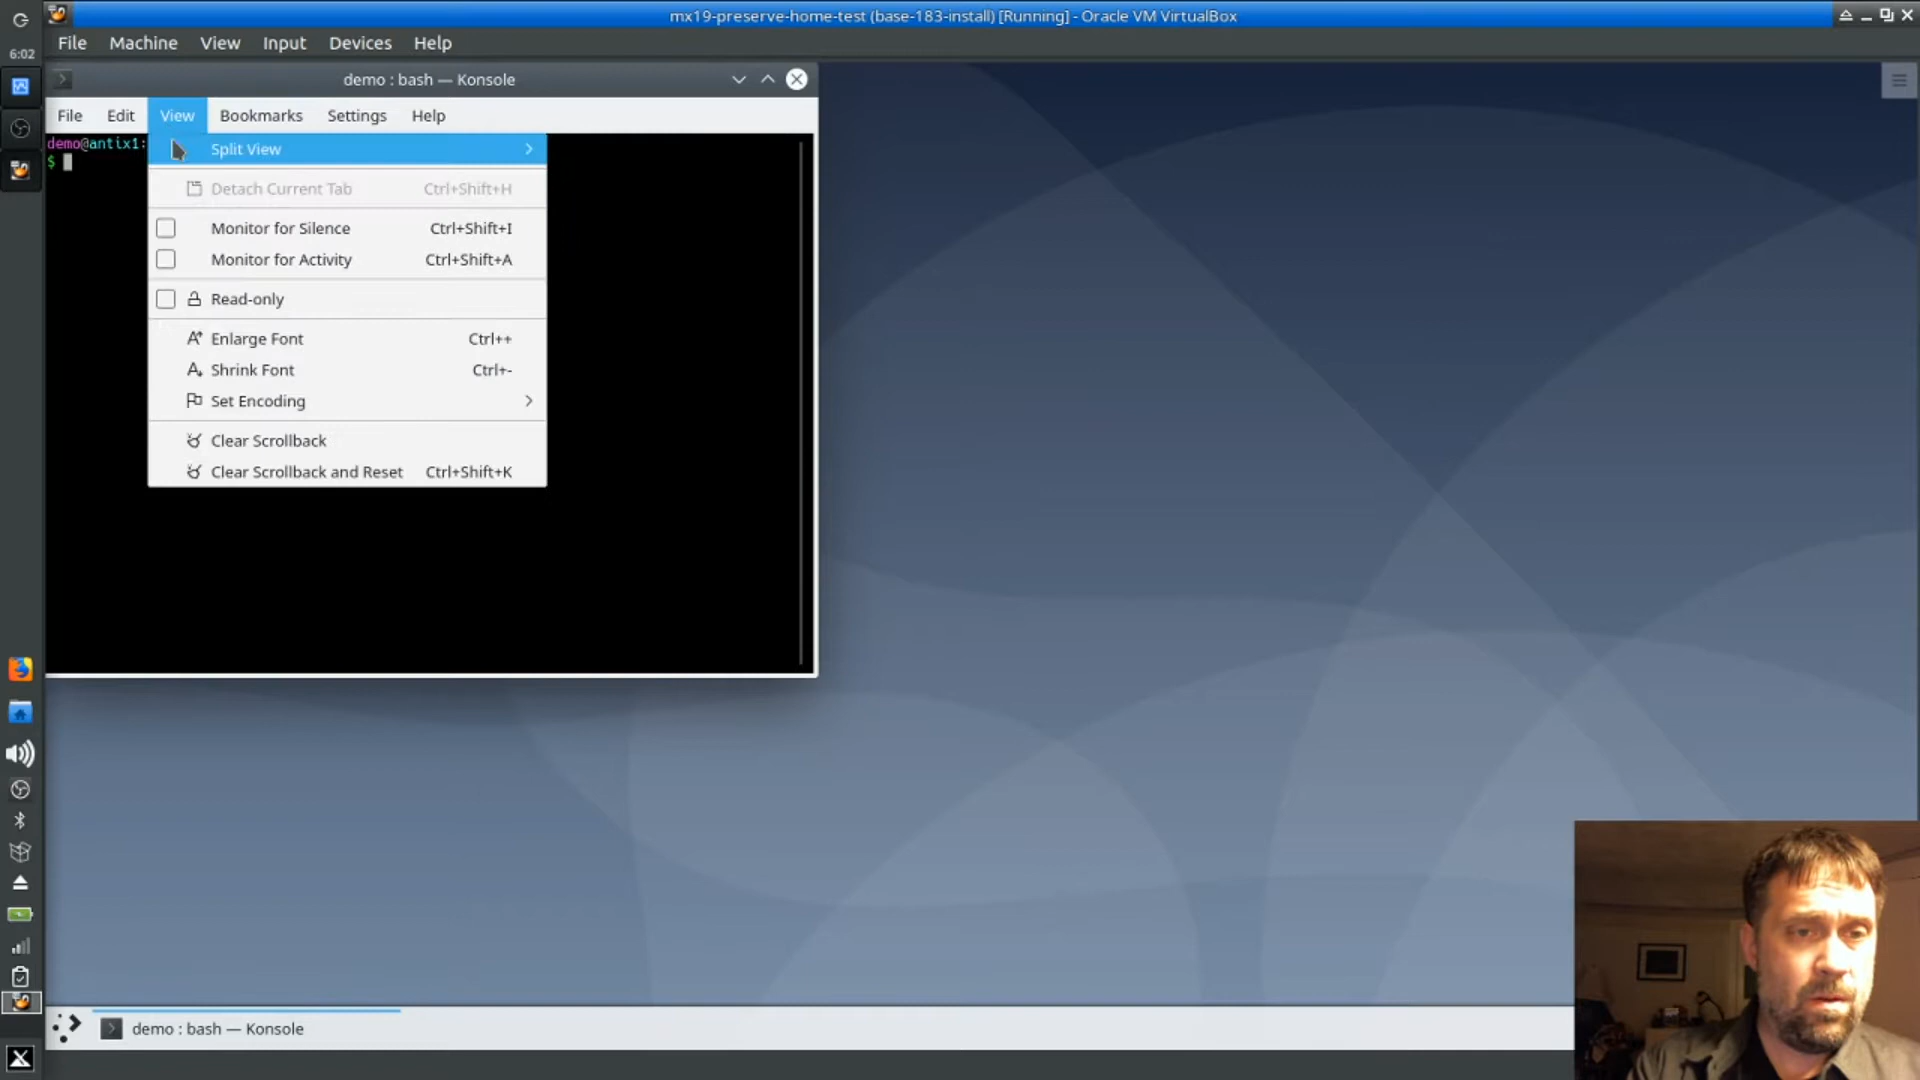 mx19-preserve-home-test (base-183-install) [Running] - Oracle VM VirtualBox
6:02
File Machine View Input Devices Help
demo : bash — Konsole
File Edit View Bookmarks Settings Help
demo@antix1:
$
Split View
Detach Current Tab Ctrl+Shift+H
Monitor for Silence Ctrl+Shift+I
Monitor for Activity Ctrl+Shift+A
Read-only
Enlarge Font Ctrl++
Shrink Font Ctrl+-
Set Encoding
Clear Scrollback
Clear Scrollback and Reset Ctrl+Shift+K
demo : bash — Konsole